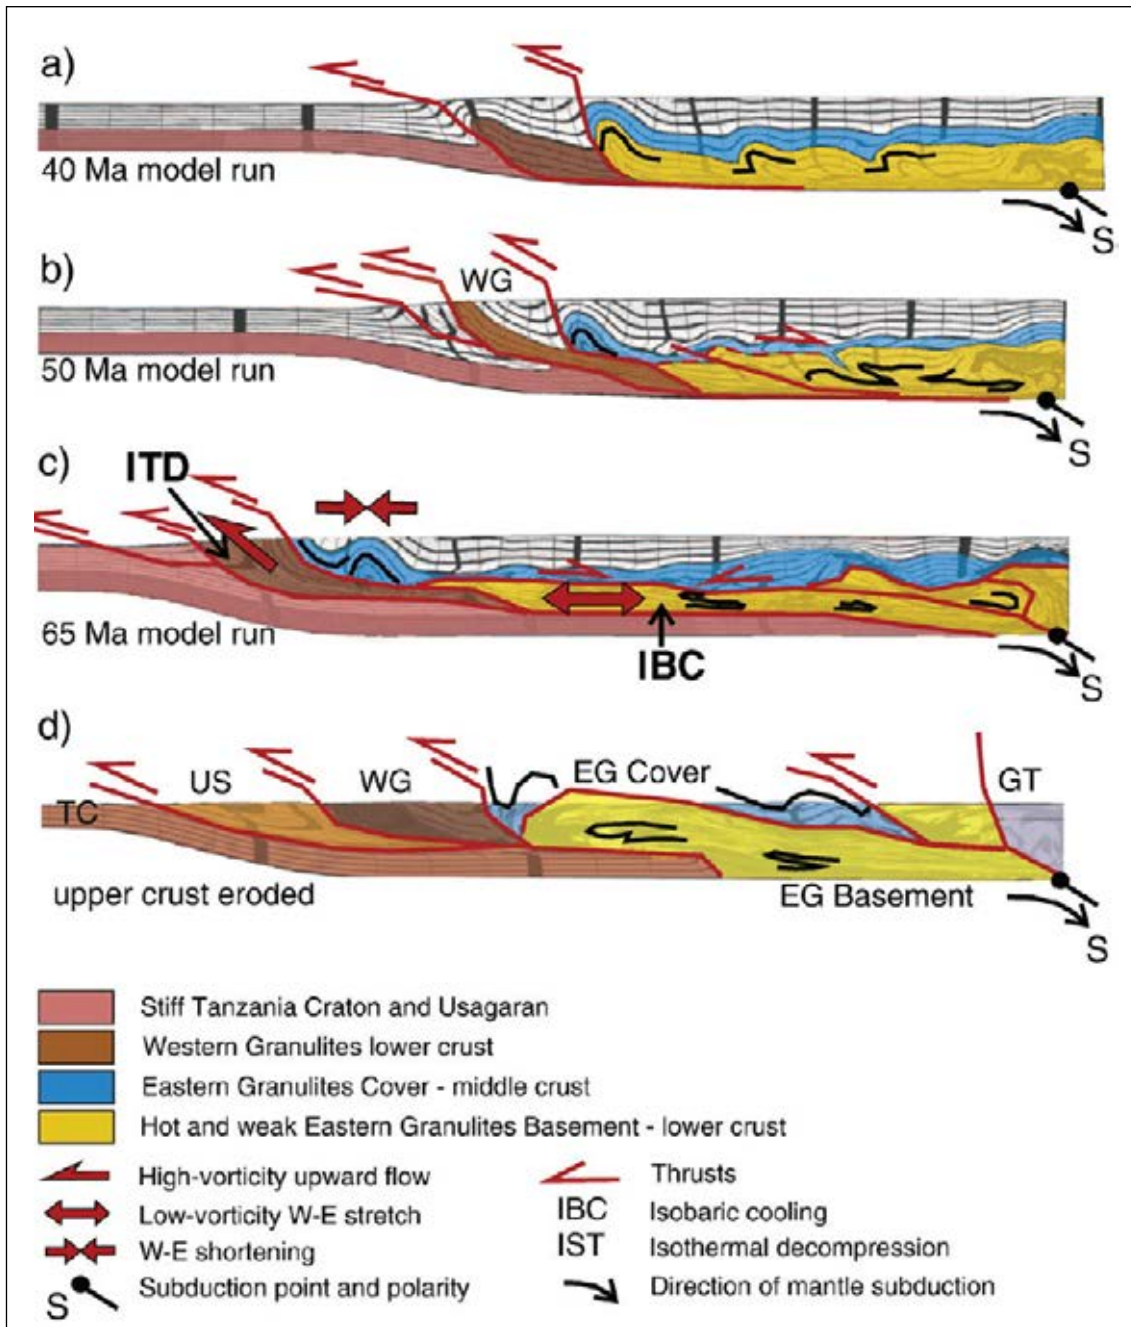 a)
40 Ma model run
S
b)
WG
50 Ma model run
S
c)
ITD
65 Ma model run
IBC
S
d)
US
WG
EG Cover
GT
TC
upper crust eroded
EG Basement
S
Stiff Tanzania Craton and Usagaran
Western Granulites lower crust
Eastern Granulites Cover - middle crust
Hot and weak Eastern Granulites Basement - lower crust
High-vorticity upward flow
Thrusts
Low-vorticity W-E stretch
IBC Isobaric cooling
W-E shortening
IST Isothermal decompression
S Subduction point and polarity
Direction of mantle subduction